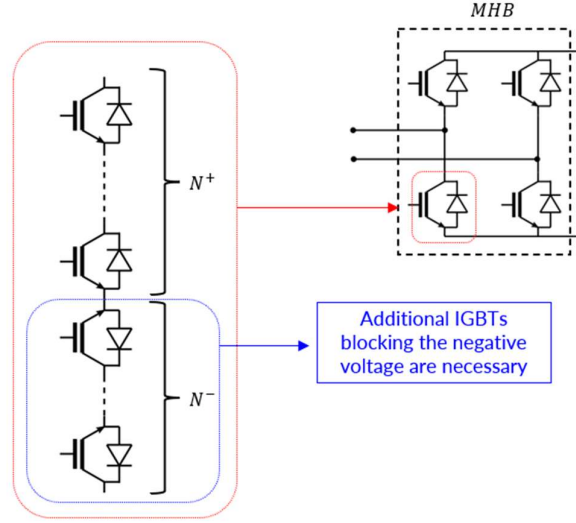 MHB
N⁺
N⁻
Additional IGBTs
blocking the negative
voltage are necessary